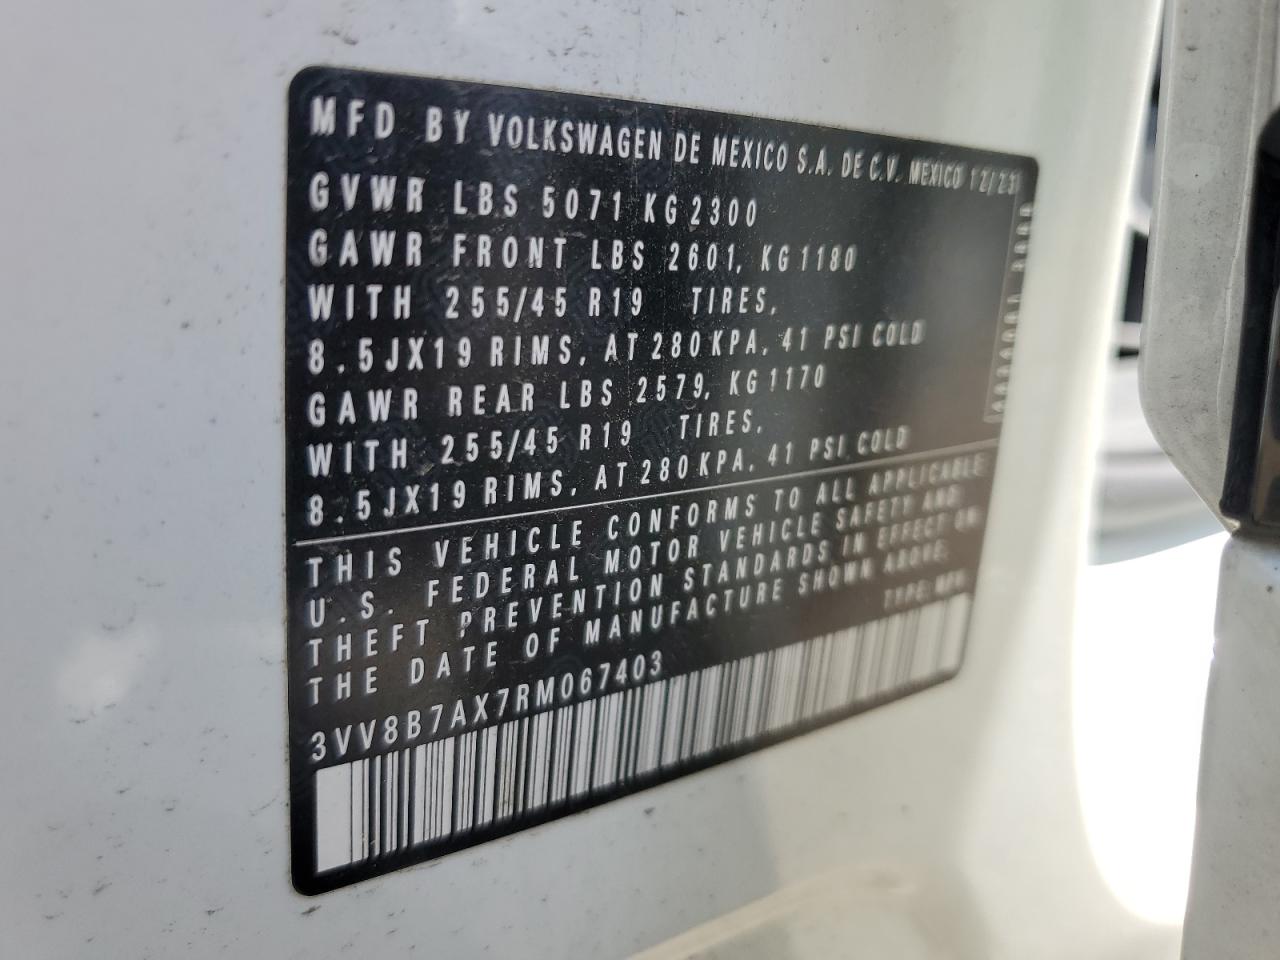 MFD BY VOLKSWAGEN DE MEXICO S.A. DE C.V. MEXICO 12/23
GVWR LBS 5071 KG 2300
GAWR FRONT LBS 2601, KG 1180
WITH 255/45 R19 TIRES,
8.5JX19 RIMS, AT 280 KPA, 41 PSI COLD
GAWR REAR LBS 2579, KG 1170
WITH 255/45 R19 TIRES,
8.5JX19 RIMS, AT 280 KPA, 41 PSI COLD
THIS VEHICLE CONFORMS TO ALL APPLICABLE
U.S. FEDERAL MOTOR VEHICLE SAFETY AND
THEFT PREVENTION STANDARDS IN EFFECT ON
THE DATE OF MANUFACTURE SHOWN ABOVE.
TYPE: MPV
3VV8B7AX7RM067403